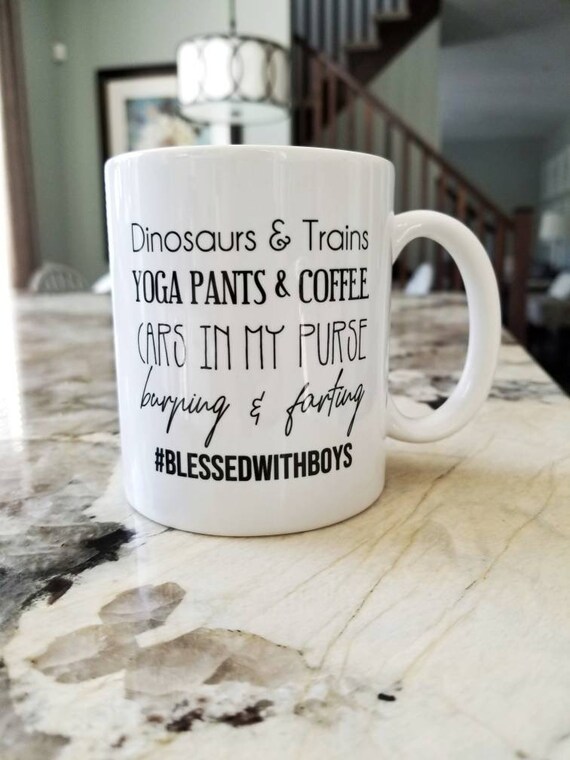 Dinosaurs & Trains
YOGA PANTS & COFFEE
CARS IN MY PURSE
burping & farting
#BLESSEDWITHBOYS